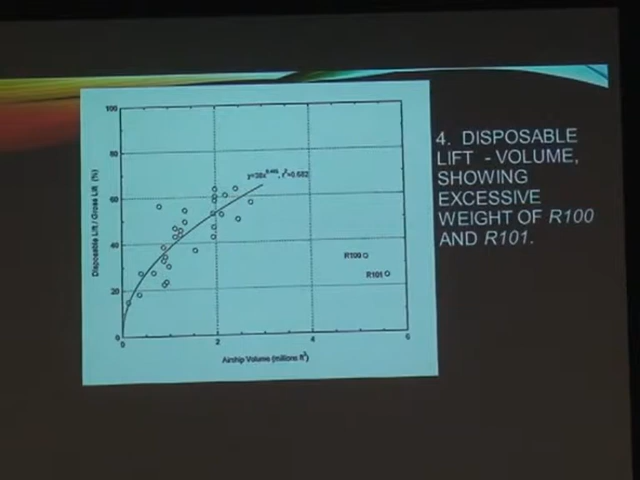 4. DISPOSABLE
LIFT - VOLUME,
SHOWING
EXCESSIVE
WEIGHT OF R100
AND R101.
100
80
60
40
20
0
Disposable Lift / Gross Lift (%)
R100
R101
0 2 4 6
Airship Volume (millions ft³)